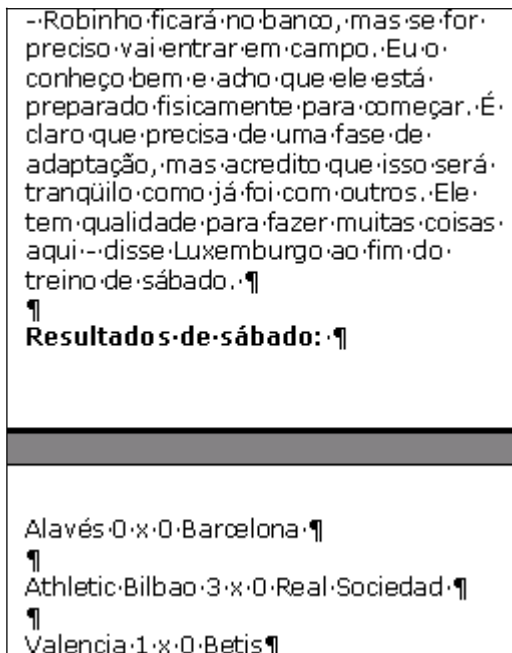 - Robinho ficará no banco, mas se for
preciso vai entrar em campo. Eu o
conheço bem e acho que ele está
preparado fisicamente para começar. É
claro que precisa de uma fase de
adaptação, mas acredito que isso será
tranqüilo como já foi com outros. Ele
tem qualidade para fazer muitas coisas
aqui - disse Luxemburgo ao fim do
treino de sábado. ¶
¶
Resultados de sábado: ¶
Alavés 0 x 0 Barcelona ¶
¶
Athletic Bilbao 3 x 0 Real Sociedad ¶
¶
Valencia 1 x 0 Betis¶